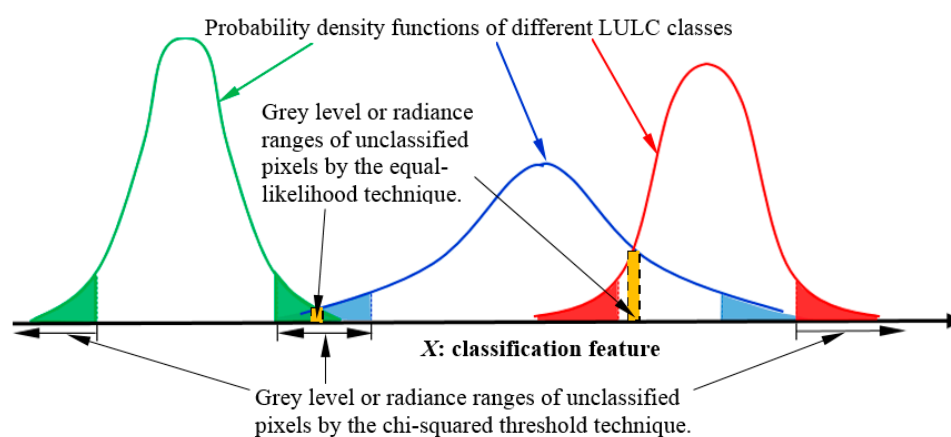 Probability density functions of different LULC classes
Grey level or radiance
ranges of unclassified
pixels by the equal-
likelihood technique.
X: classification feature
Grey level or radiance ranges of unclassified
pixels by the chi-squared threshold technique.